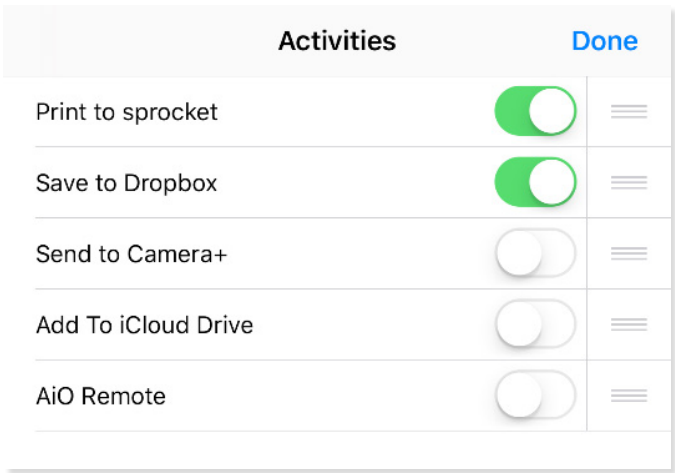 Activities
Done
Print to sprocket
Save to Dropbox
Send to Camera+
Add To iCloud Drive
AiO Remote